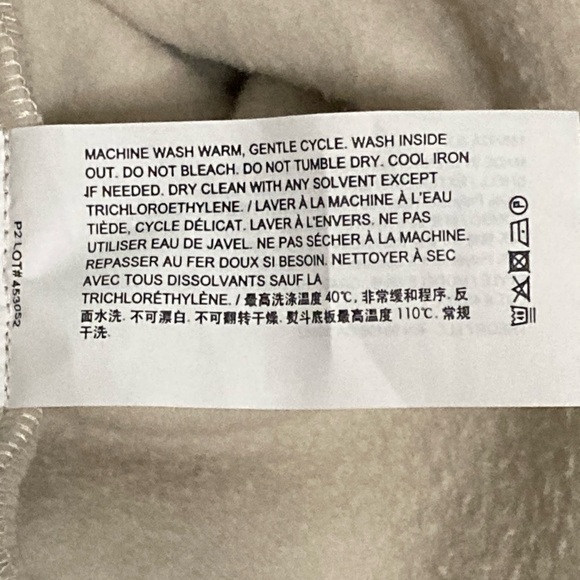 MACHINE WASH WARM, GENTLE CYCLE. WASH INSIDE
OUT. DO NOT BLEACH. DO NOT TUMBLE DRY. COOL IRON
IF NEEDED. DRY CLEAN WITH ANY SOLVENT EXCEPT
TRICHLOROETHYLENE. / LAVER À LA MACHINE À L'EAU
TIÈDE, CYCLE DÉLICAT. LAVER À L'ENVERS. NE PAS
UTILISER EAU DE JAVEL. NE PAS SÉCHER À LA MACHINE.
REPASSER AU FER DOUX SI BESOIN. NETTOYER À SEC
AVEC TOUS DISSOLVANTS SAUF LA
TRICHLORÉTHYLÈNE. / 最高洗涤温度 40℃. 非常缓和程序. 反
面水洗. 不可漂白. 不可翻转干燥. 熨斗底板最高温度 110℃. 常规
干洗.
P2 LOT# 453052